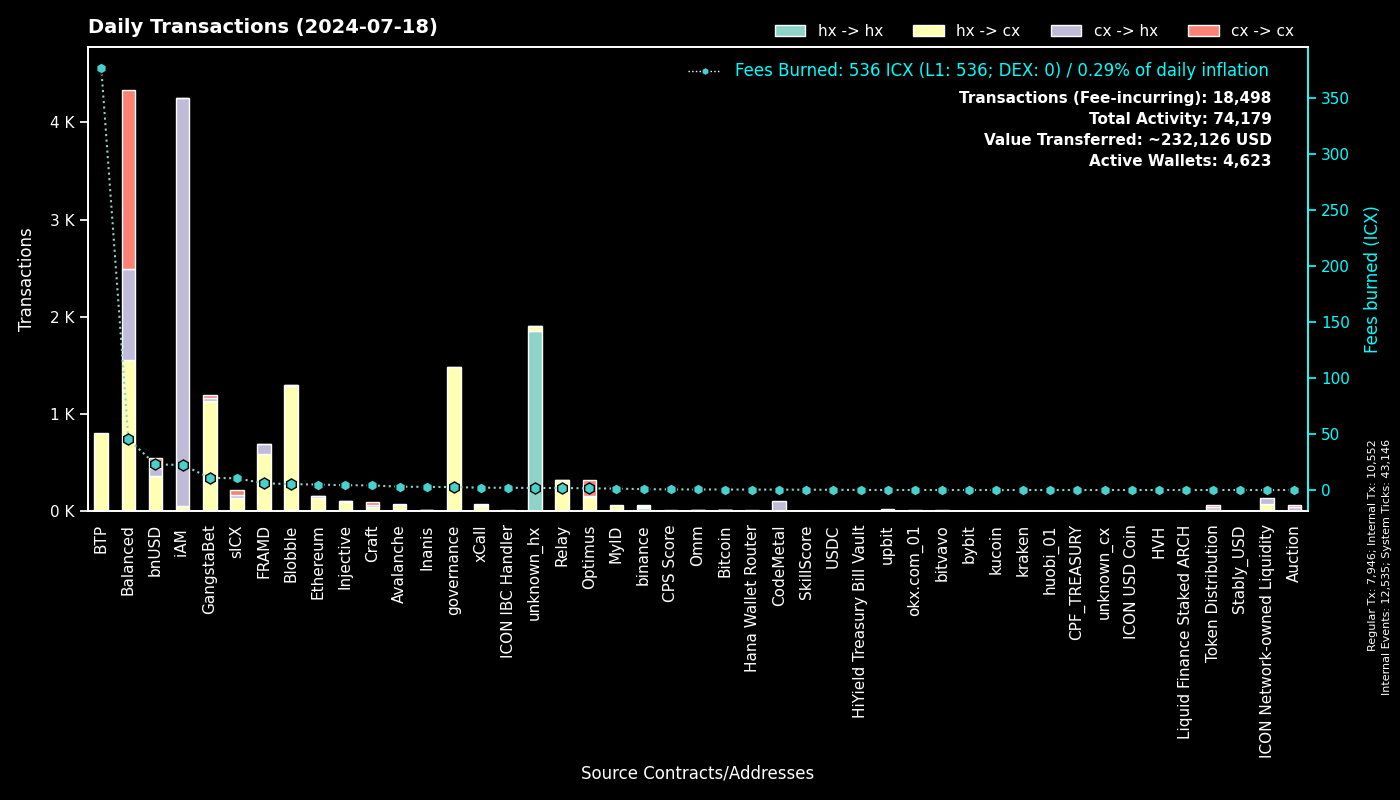 Daily Transactions (2024-07-18)
hx -> hx
hx -> cx
cx -> hx
cx -> cx
Fees Burned: 536 ICX (L1: 536; DEX: 0) / 0.29% of daily inflation
Transactions (Fee-incurring): 18,498
Total Activity: 74,179
Value Transferred: ~232,126 USD
Active Wallets: 4,623
Transactions
4 K
3 K
2 K
1 K
0 K
350
300
250
200
150
100
50
0
Fees burned (ICX)
BTP
Balanced
bnUSD
iAM
GangstaBet
sICX
FRAMD
Blobble
Ethereum
Injective
Craft
Avalanche
Inanis
governance
xCall
ICON IBC Handler
unknown_hx
Relay
Optimus
MyID
binance
CPS Score
Omm
Bitcoin
Hana Wallet Router
CodeMetal
SkillScore
USDC
HiYield Treasury Bill Vault
upbit
okx.com_01
bitvavo
bybit
kucoin
kraken
huobi_01
CPF_TREASURY
unknown_cx
ICON USD Coin
HVH
Liquid Finance Staked ARCH
Token Distribution
Stably_USD
ICON Network-owned Liquidity
Auction
Source Contracts/Addresses
Regular Tx: 7,946; Internal Tx: 10,552
Internal Events: 12,535; System Ticks: 43,146